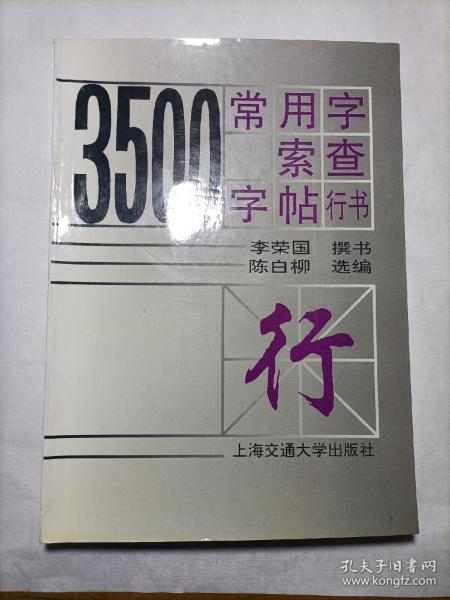 3500常用字
索查
字帖行书
李荣国 撰书
陈白柳 选编
行
上海交通大学出版社
孔夫子旧书网
www.kongfz.com